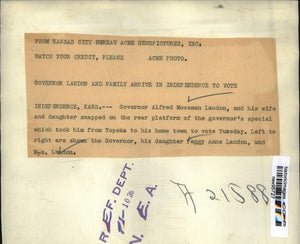 FROM KANSAS CITY BUREAU ACME NEWSPICTURES, INC.
WATCH YOUR CREDIT, PLEASE ACME PHOTO.
GOVERNOR LANDON AND FAMILY ARRIVE IN INDEPENDENCE TO VOTE
INDEPENDENCE, KANS.--- Governor Alfred Mossman Landon, and his wife
and daughter snapped on the rear platform of the governor's special
which took him from Topeka to his home town to vote Tuesday. Left to
right are shown the Governor, his daughter Peggy Anne Landon, and
Mrs. Landon.
REF. DEPT.
N. E. A.